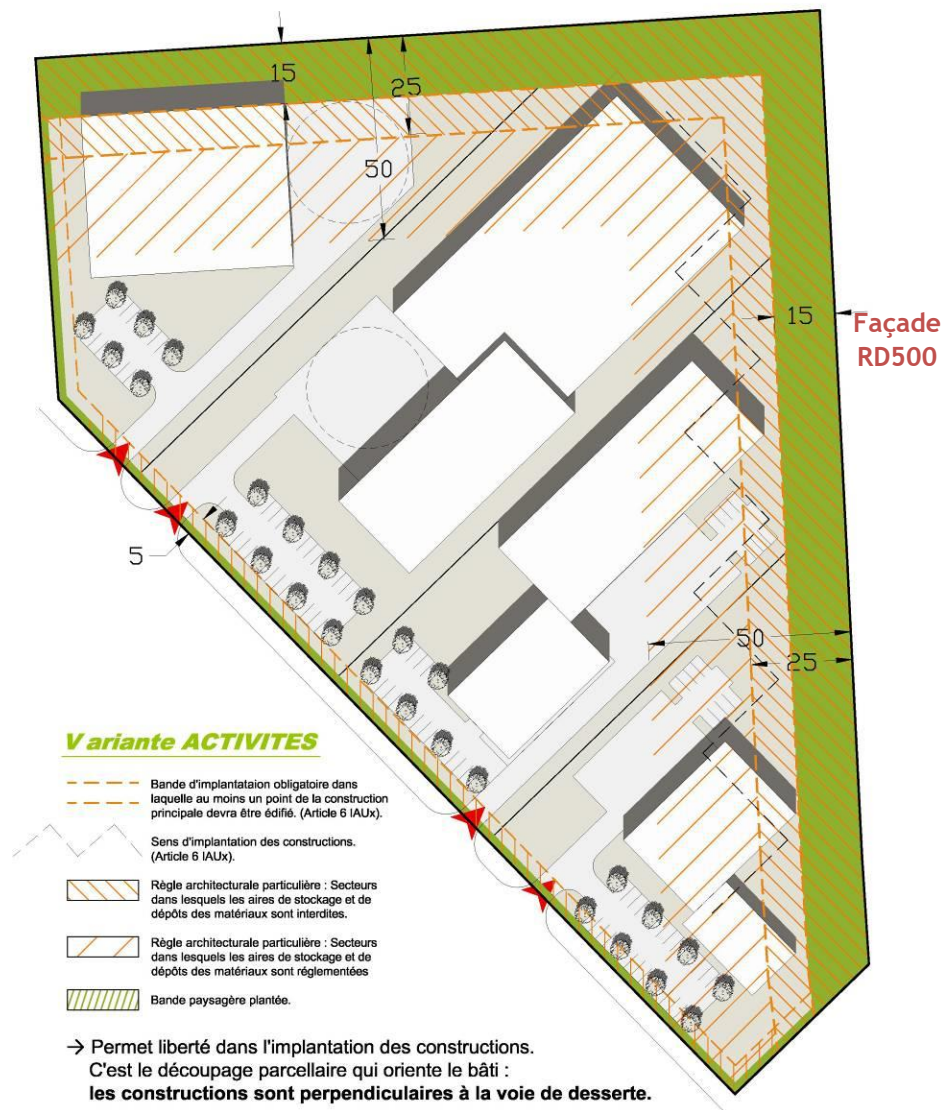 15
25
50
15
Façade
RD500
5
50
25
Variante ACTIVITES
Bande d'implantaion obligatoire dans
laquelle au moins un point de la construction
principale devra être édifié. (Article 6 IAUx).
Sens d'implantation des constructions.
(Article 6 IAUx).
Règle architecturale particulière : Secteurs
dans lesquels les aires de stockage et de
dépôts des matériaux sont interdites.
Règle architecturale particulière : Secteurs
dans lesquels les aires de stockage et de
dépôts des matériaux sont réglementées
Bande paysagère plantée.
→ Permet liberté dans l'implantation des constructions.
C'est le découpage parcellaire qui oriente le bâti :
les constructions sont perpendiculaires à la voie de desserte.